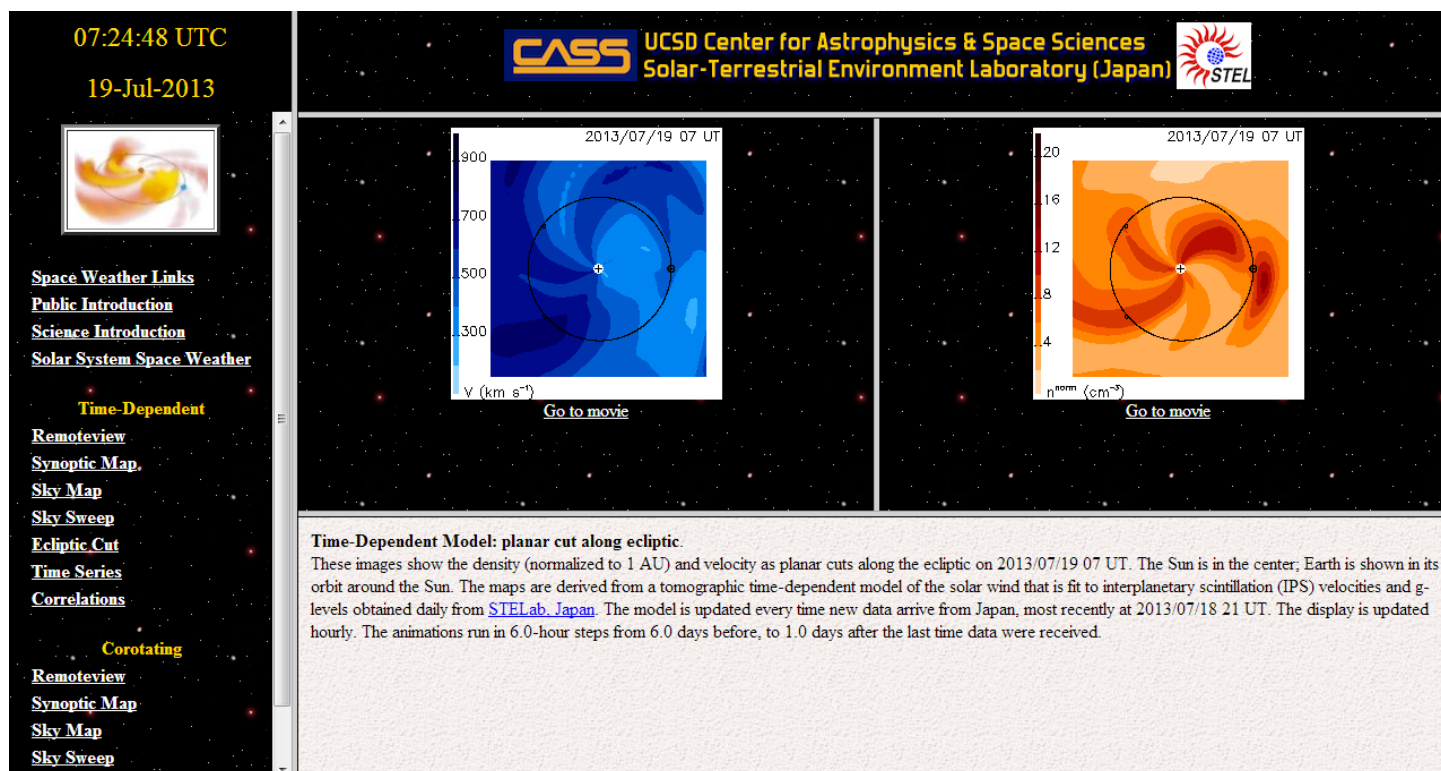 07:24:48 UTC
19-Jul-2013
Space Weather Links
Public Introduction
Science Introduction
Solar System Space Weather
Time-Dependent
Remoteview
Synoptic Map
Sky Map
Sky Sweep
Ecliptic Cut
Time Series
Correlations
Corotating
Remoteview
Synoptic Map
Sky Map
Sky Sweep
CASS
UCSD Center for Astrophysics & Space Sciences
Solar-Terrestrial Environment Laboratory (Japan)
STEL
2013/07/19 07 UT
900
700
500
300
V (km s⁻¹)
Go to movie
2013/07/19 07 UT
20
16
12
8
4
nⁿᵒʳᵐ (cm⁻³)
Go to movie
Time-Dependent Model: planar cut along ecliptic.
These images show the density (normalized to 1 AU) and velocity as planar cuts along the ecliptic on 2013/07/19 07 UT. The Sun is in the center; Earth is shown in its
orbit around the Sun. The maps are derived from a tomographic time-dependent model of the solar wind that is fit to interplanetary scintillation (IPS) velocities and g-
levels obtained daily from STELab, Japan. The model is updated every time new data arrive from Japan, most recently at 2013/07/18 21 UT. The display is updated
hourly. The animations run in 6.0-hour steps from 6.0 days before, to 1.0 days after the last time data were received.